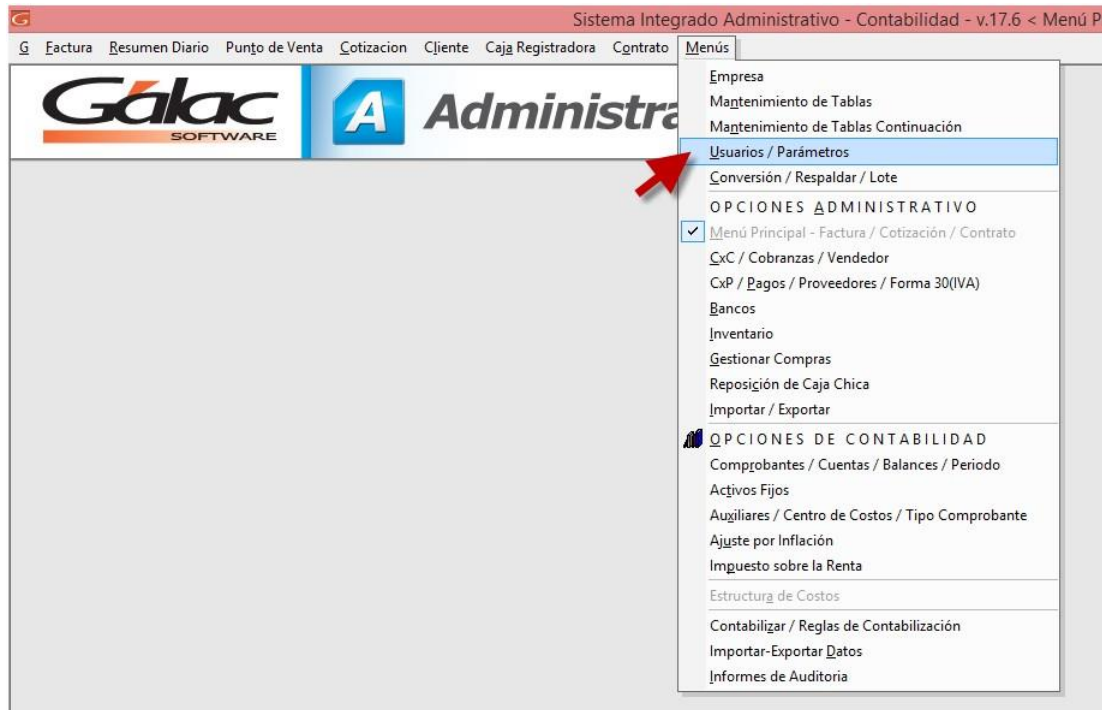 G
Sistema Integrado Administrativo - Contabilidad - v.17.6 < Menú P
G Factura Resumen Diario Punto de Venta Cotizacion Cliente Caja Registradora Contrato Menús
Gálac
SOFTWARE
A
Administra
Empresa
Mantenimiento de Tablas
Mantenimiento de Tablas Continuación
Usuarios / Parámetros
Conversión / Respaldar / Lote
OPCIONES ADMINISTRATIVO
Menú Principal - Factura / Cotización / Contrato
CxC / Cobranzas / Vendedor
CxP / Pagos / Proveedores / Forma 30(IVA)
Bancos
Inventario
Gestionar Compras
Reposición de Caja Chica
Importar / Exportar
OPCIONES DE CONTABILIDAD
Comprobantes / Cuentas / Balances / Periodo
Activos Fijos
Auxiliares / Centro de Costos / Tipo Comprobante
Ajuste por Inflación
Impuesto sobre la Renta
Estructura de Costos
Contabilizar / Reglas de Contabilización
Importar-Exportar Datos
Informes de Auditoria